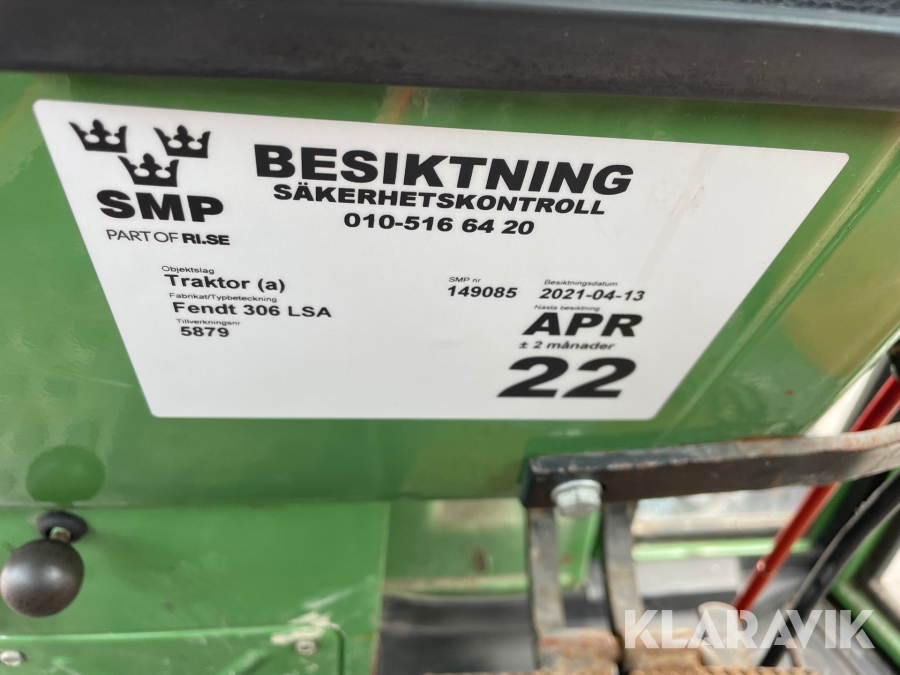 BESIKTNING
SÄKERHETSKONTROLL
010-516 64 20
SMP
PART OF RI.SE
Objektslag
Traktor (a)
Fabrikat/Typbeteckning
Fendt 306 LSA
Tillverkningsnr
5879
SMP nr
149085
Besiktningsdatum
2021-04-13
Nästa besiktning
APR
± 2 månader
22
KLARAVIK